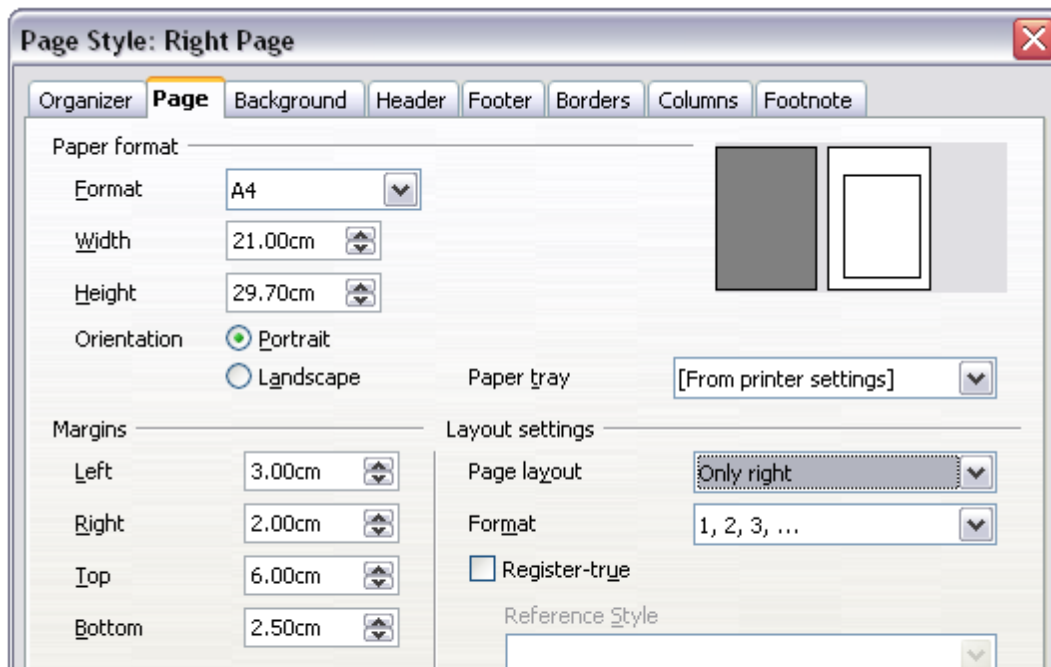 Page Style: Right Page
Organizer Page Background Header Footer Borders Columns Footnote
Paper format
Format A4
Width 21.00cm
Height 29.70cm
Orientation Portrait
Landscape Paper tray [From printer settings]
Margins Layout settings
Left 3.00cm Page layout Only right
Right 2.00cm Format 1, 2, 3, ...
Top 6.00cm Register-true
Bottom 2.50cm Reference Style